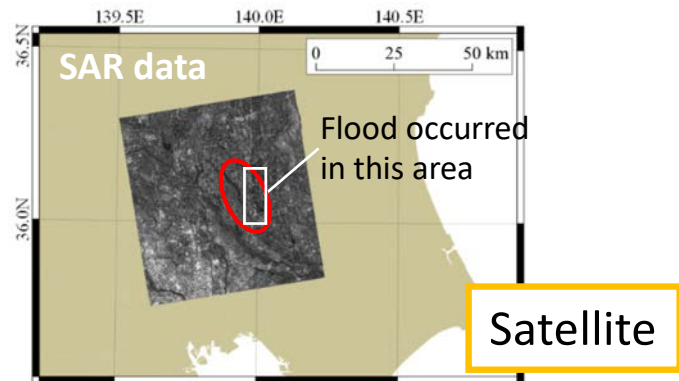 139.5E 140.0E 140.5E
36.5N
SAR data
0 25 50 km
Flood occurred
in this area
36.0N
Satellite